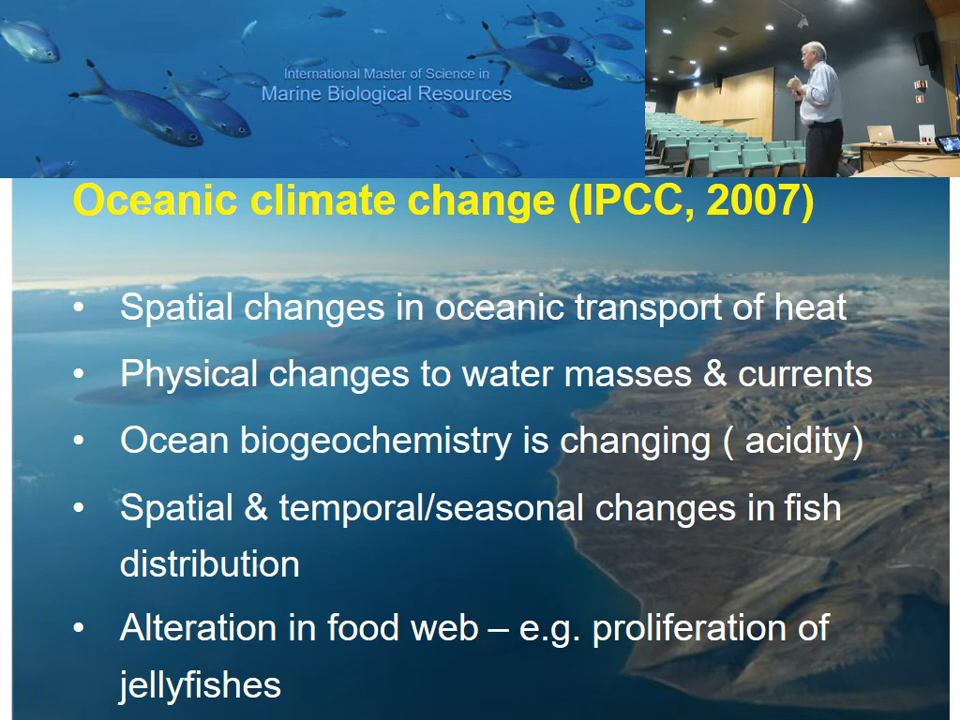 International Master of Science in
Marine Biological Resources
Oceanic climate change (IPCC, 2007)
• Spatial changes in oceanic transport of heat
• Physical changes to water masses & currents
• Ocean biogeochemistry is changing ( acidity)
• Spatial & temporal/seasonal changes in fish
distribution
• Alteration in food web – e.g. proliferation of
jellyfishes